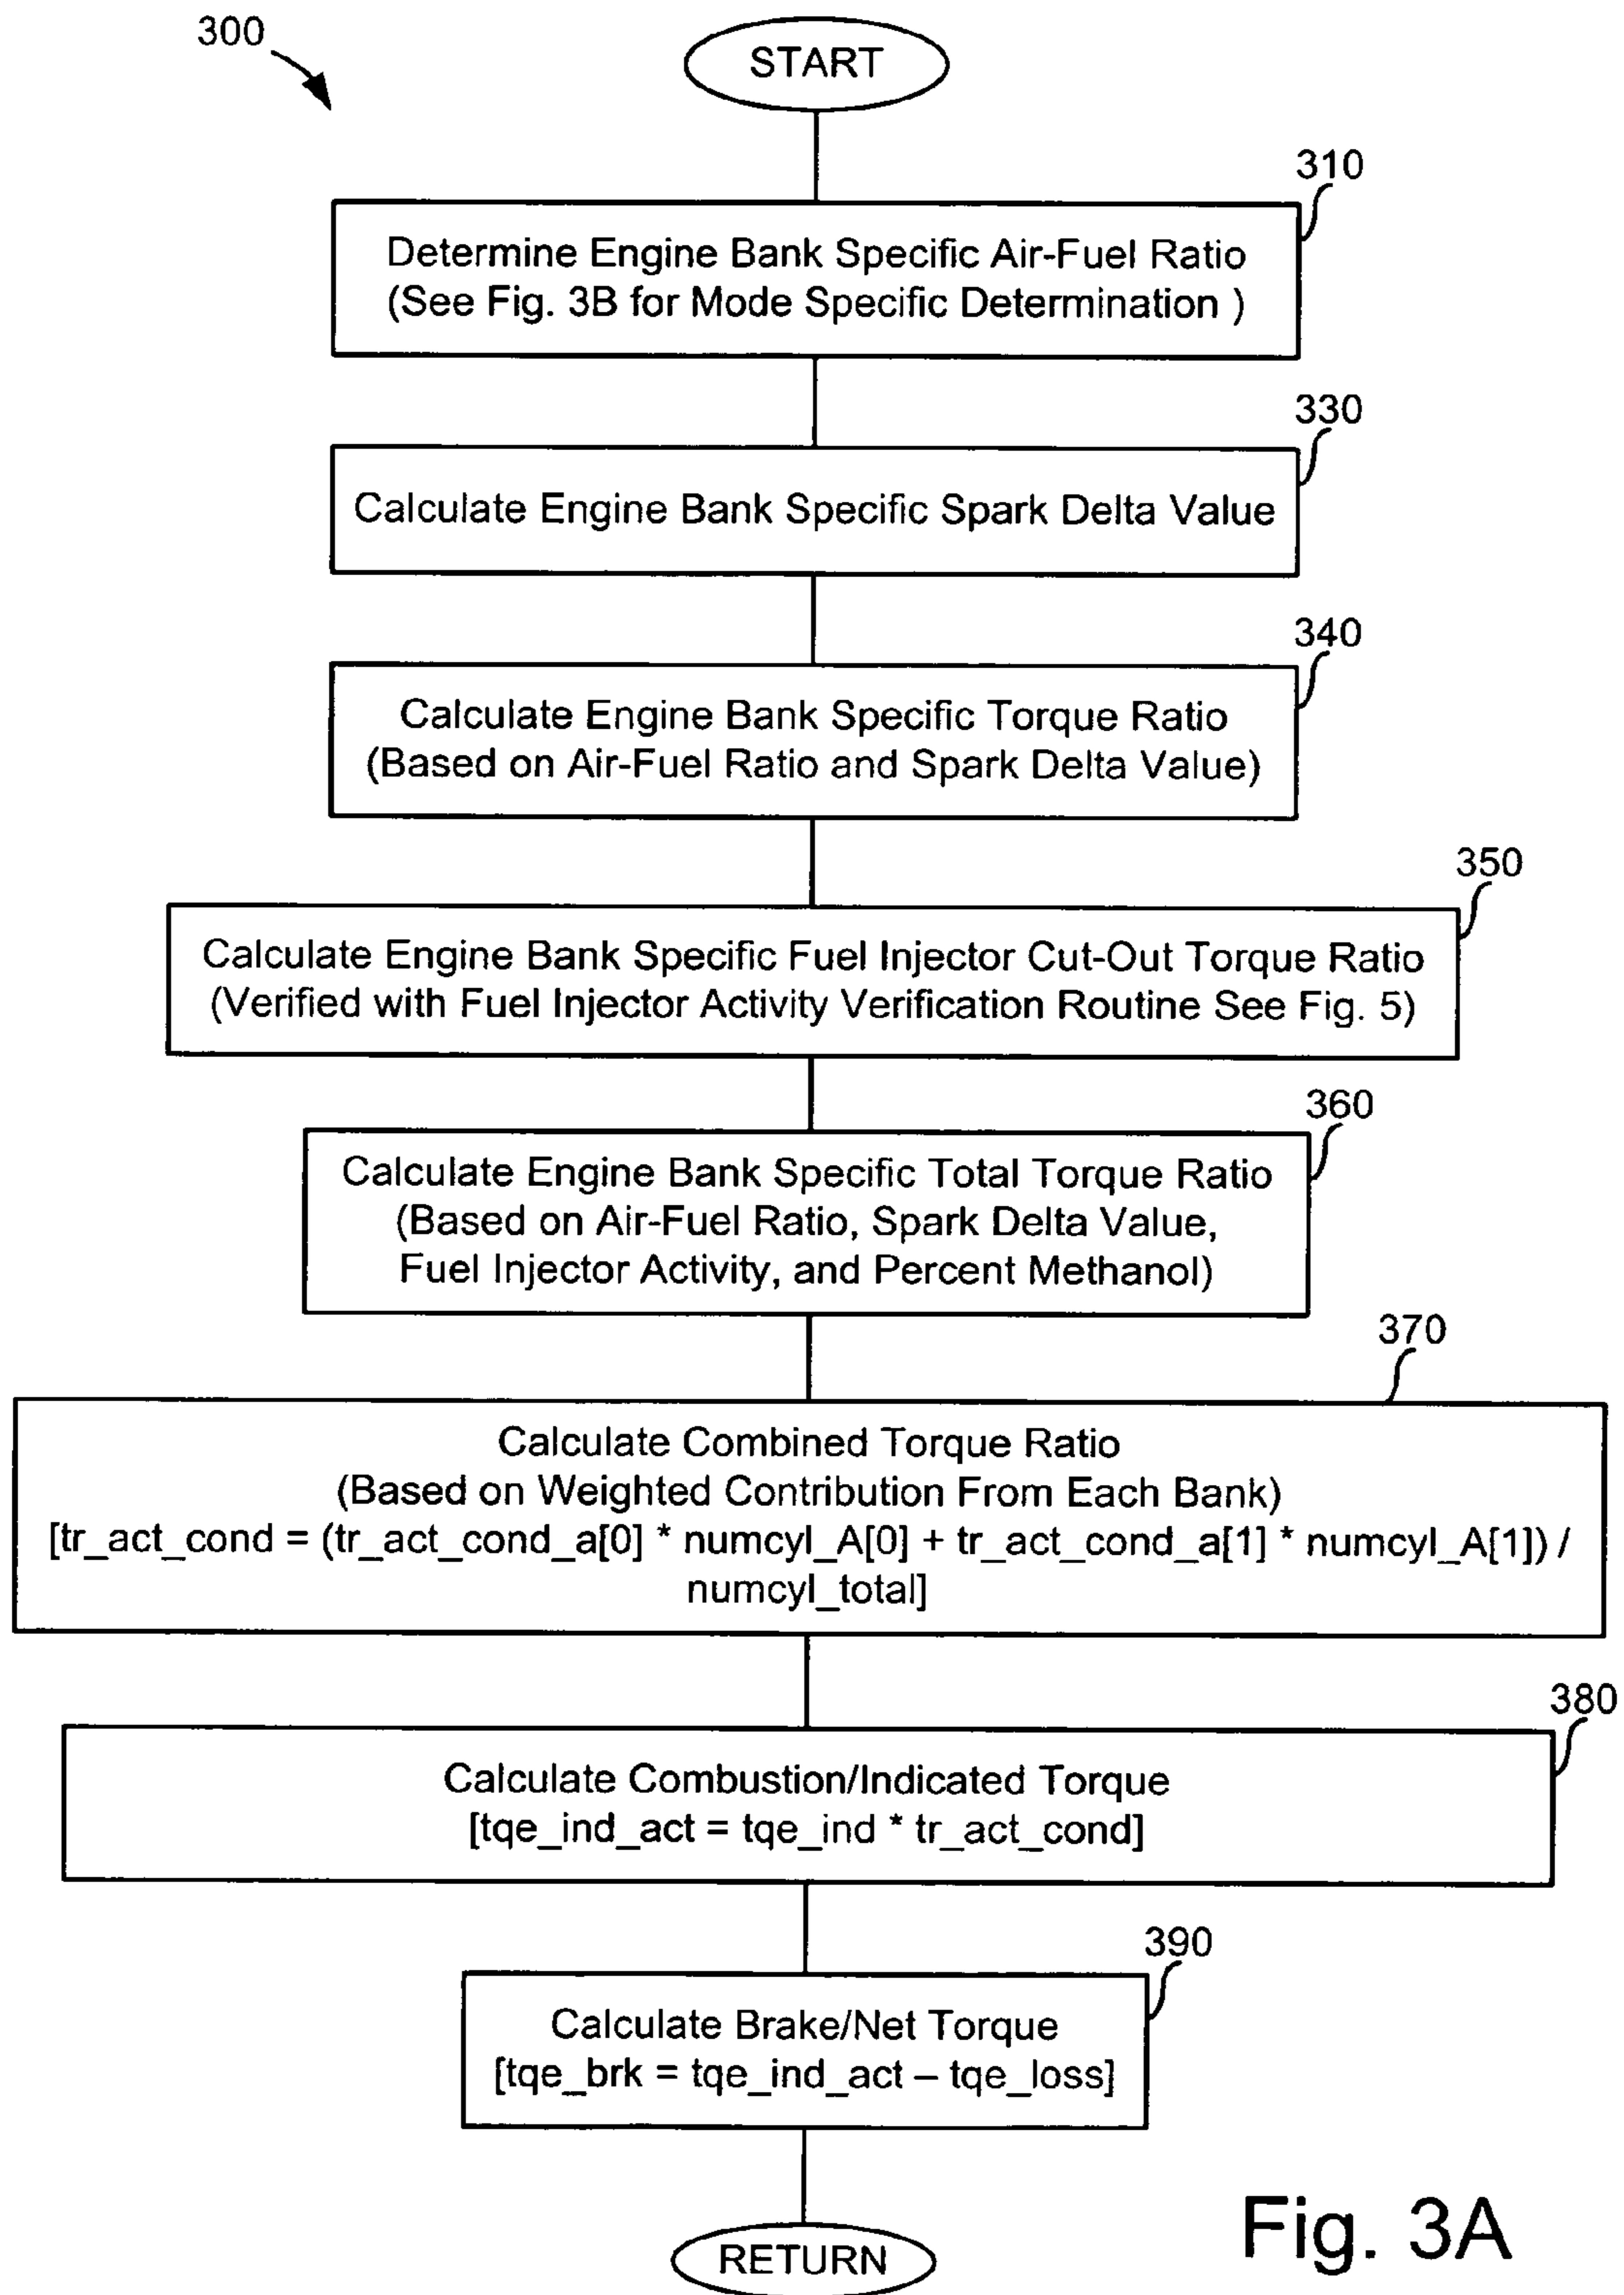 300
START
310
Determine Engine Bank Specific Air-Fuel Ratio
(See Fig. 3B for Mode Specific Determination )
330
Calculate Engine Bank Specific Spark Delta Value
340
Calculate Engine Bank Specific Torque Ratio
(Based on Air-Fuel Ratio and Spark Delta Value)
350
Calculate Engine Bank Specific Fuel Injector Cut-Out Torque Ratio
(Verified with Fuel Injector Activity Verification Routine See Fig. 5)
360
Calculate Engine Bank Specific Total Torque Ratio
(Based on Air-Fuel Ratio, Spark Delta Value,
Fuel Injector Activity, and Percent Methanol)
370
Calculate Combined Torque Ratio
(Based on Weighted Contribution From Each Bank)
[tr_act_cond = (tr_act_cond_a[0] * numcyl_A[0] + tr_act_cond_a[1] * numcyl_A[1]) /
numcyl_total]
380
Calculate Combustion/Indicated Torque
[tqe_ind_act = tqe_ind * tr_act_cond]
390
Calculate Brake/Net Torque
[tqe_brk = tqe_ind_act – tqe_loss]
RETURN
Fig. 3A